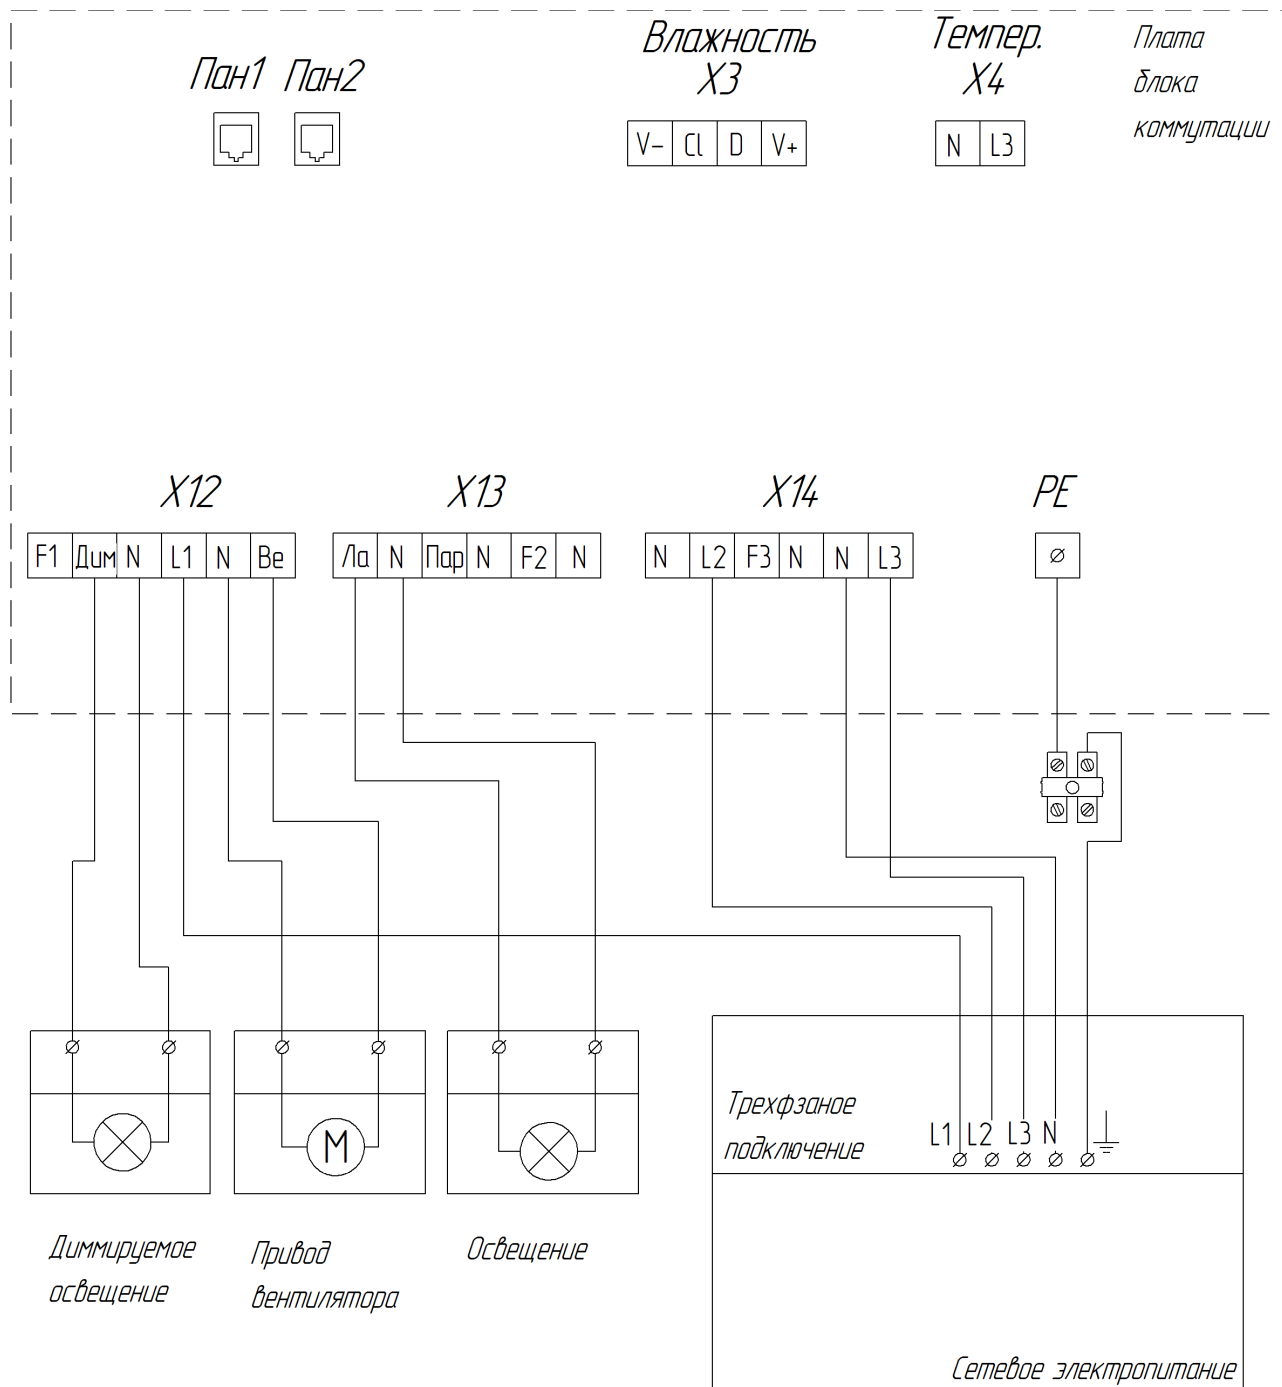 Пан1 Пан2
Влажность
X3
V- Cl D V+
Темпер.
X4
N L3
Плата
блока
коммутации
X12
F1 Дим N L1 N Ве
X13
Ла N Пар N F2 N
X14
N L2 F3 N N L3
PE
M
Диммируемое
освещение
Привод
вентилятора
Освещение
Трехфзаное
подключение
L1 L2 L3 N
Сетевое электропитание